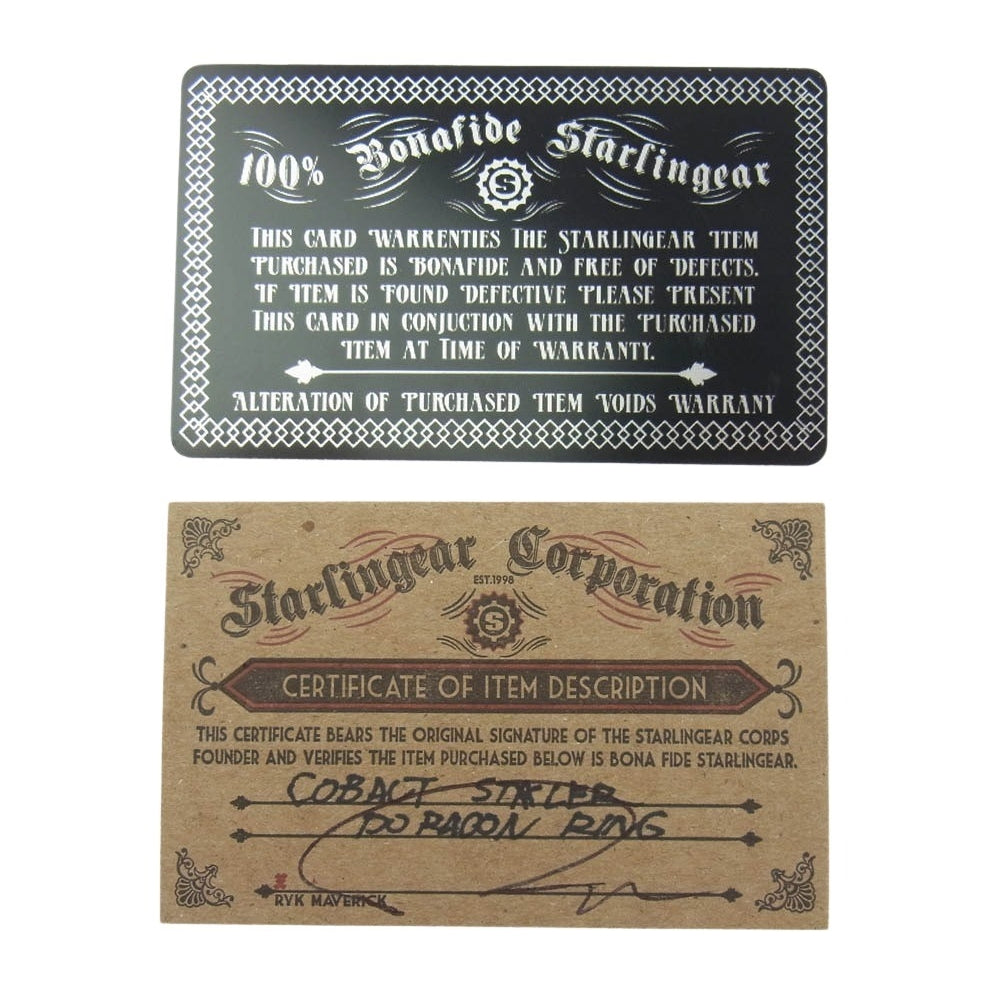 100% Bonafide Starlingear
S
THIS CARD WARRENTIES THE STARLINGEAR ITEM
PURCHASED IS BONAFIDE AND FREE OF DEFECTS.
IF ITEM IS FOUND DEFECTIVE PLEASE PRESENT
THIS CARD IN CONJUCTION WITH THE PURCHASED
ITEM AT TIME OF WARRANTY.
ALTERATION OF PURCHASED ITEM VOIDS WARRANY
Starlingear Corporation
EST.1998
S
CERTIFICATE OF ITEM DESCRIPTION
THIS CERTIFICATE BEARS THE ORIGINAL SIGNATURE OF THE STARLINGEAR CORPS
FOUNDER AND VERIFIES THE ITEM PURCHASED BELOW IS BONA FIDE STARLINGEAR.
COBALT
DORAGON RING
X
RYK MAVERICK